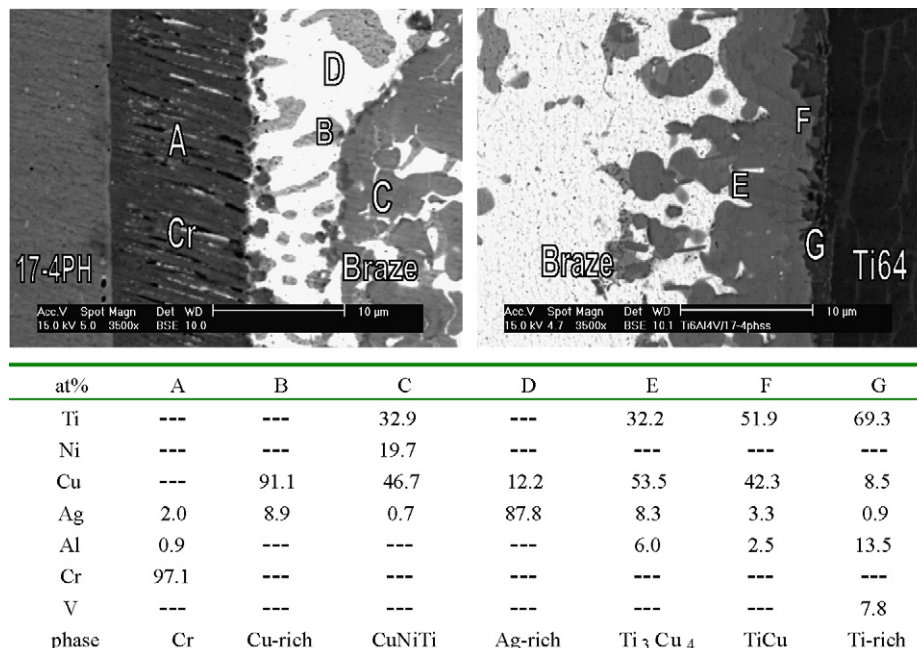 A
Cr
17-4PH
D
B
C
Braze
Acc.V Spot Magn Det WD 10 µm
15.0 kV 5.0 3500x BSE 10.0
F
E
G
Braze
Ti64
Acc.V Spot Magn Det WD 10 µm
15.0 kV 4.7 3500x BSE 10.1 Ti6Al4V/17-4phss
at% A B C D E F G
Ti --- --- 32.9 --- 32.2 51.9 69.3
Ni --- --- 19.7 --- --- --- ---
Cu --- 91.1 46.7 12.2 53.5 42.3 8.5
Ag 2.0 8.9 0.7 87.8 8.3 3.3 0.9
Al 0.9 --- --- --- 6.0 2.5 13.5
Cr 97.1 --- --- --- --- --- ---
V --- --- --- --- --- --- 7.8
phase Cr Cu-rich CuNiTi Ag-rich Ti₃Cu₄ TiCu Ti-rich